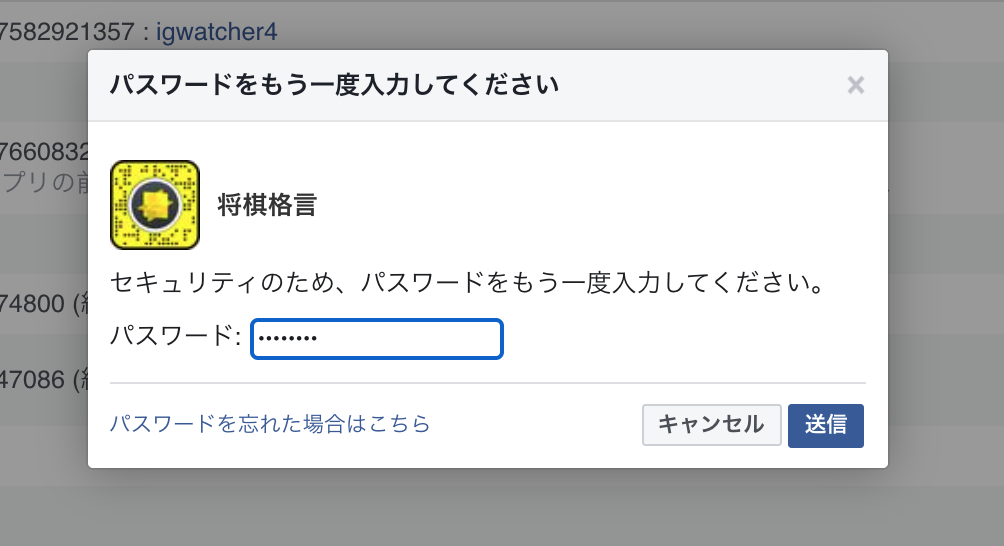 7582921357 : igwatcher4
パスワードをもう一度入力してください
×
7660832
プリの前
将棋格言
セキュリティのため、パスワードをもう一度入力してください。
74800 (
パスワード: ••••••••
47086 (
パスワードを忘れた場合はこちら
キャンセル
送信